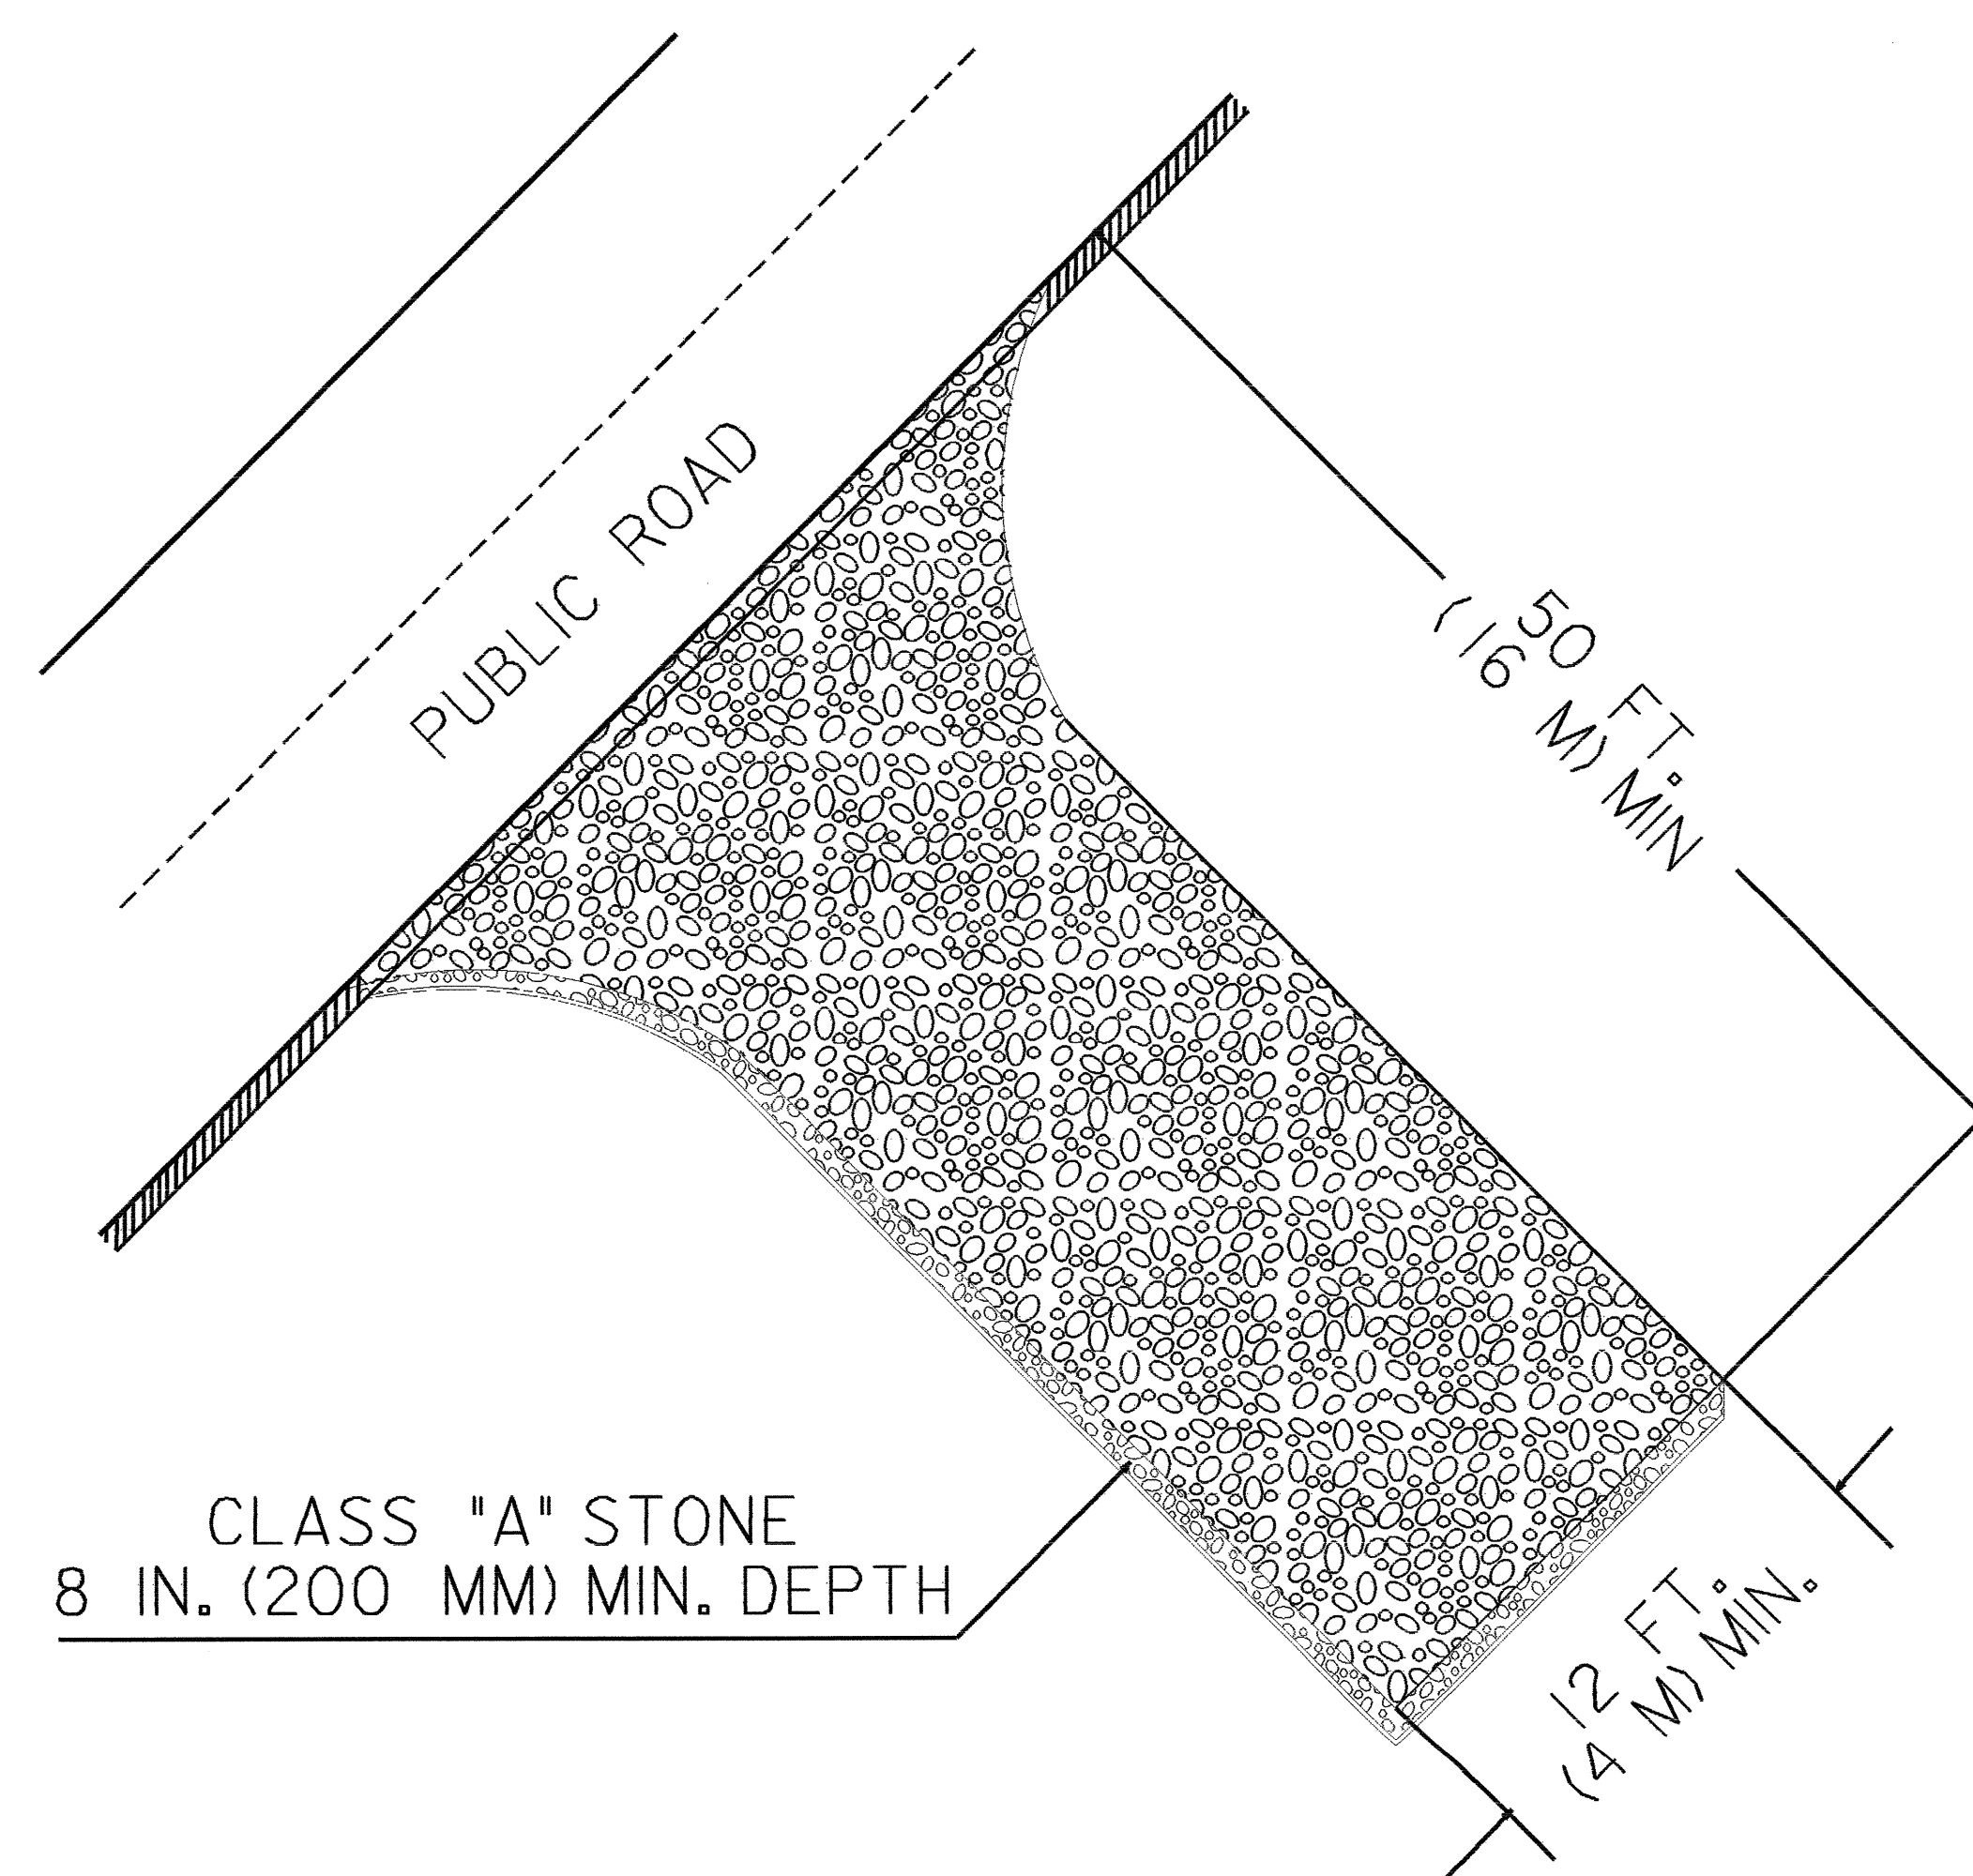 PUBLIC ROAD
50 FT.
(16 M) MIN
CLASS "A" STONE
8 IN. (200 MM) MIN. DEPTH
12 FT.
(4 M) MIN.